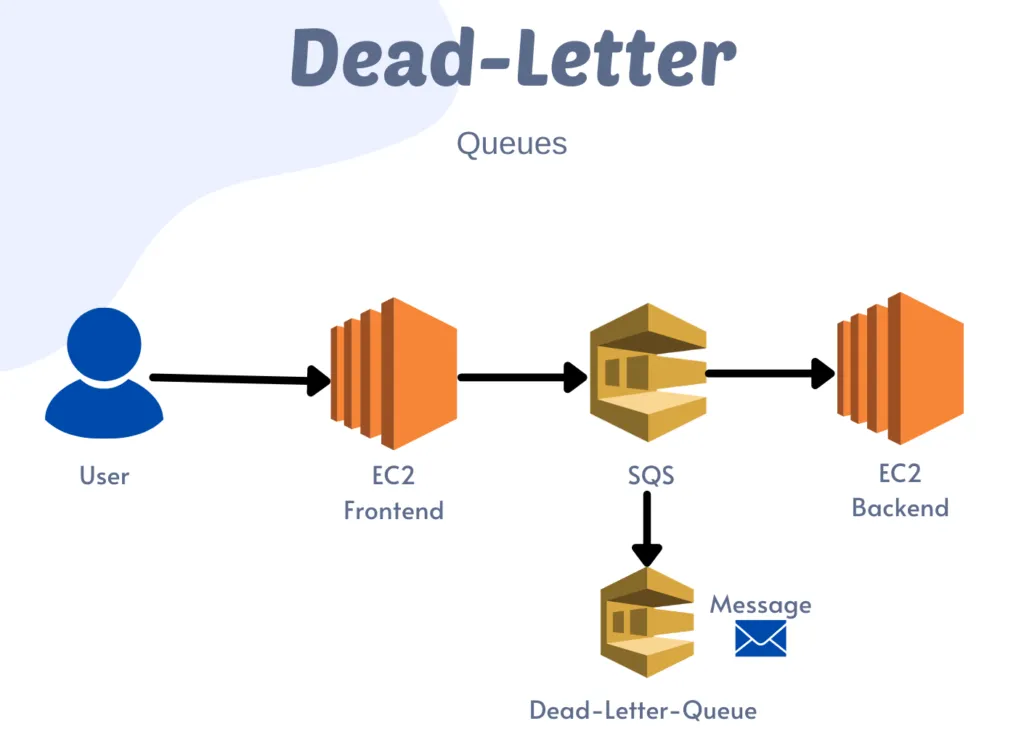 Dead-Letter
Queues
User
EC2
Frontend
SQS
EC2
Backend
Message
Dead-Letter-Queue